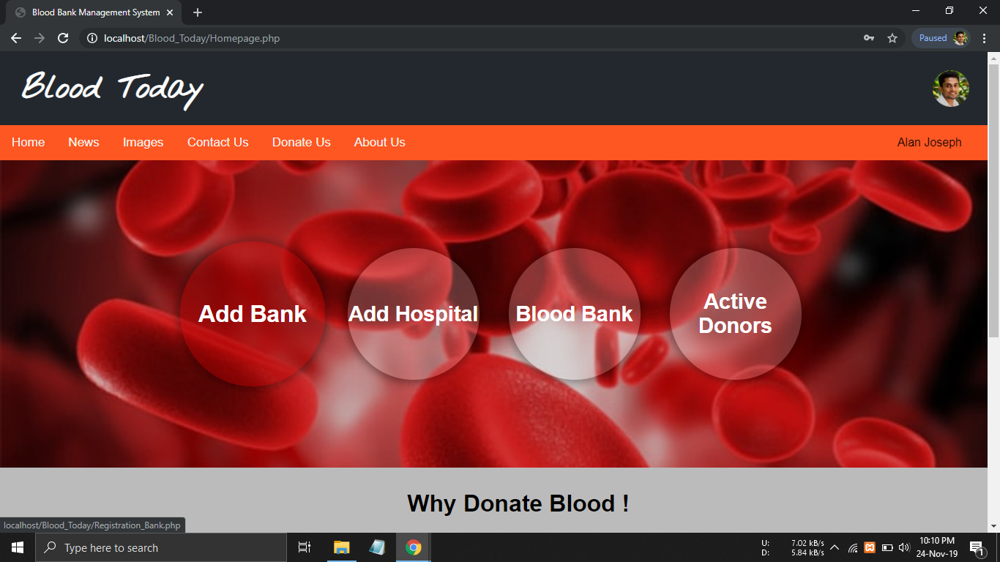 Blood Bank Management System
localhost/Blood_Today/Homepage.php
Paused
Blood Today
Home News Images Contact Us Donate Us About Us Alan Joseph
Add Bank
Add Hospital
Blood Bank
Active
Donors
Why Donate Blood !
localhost/Blood_Today/Registration_Bank.php
Type here to search
U: 7.02 kB/s
D: 5.84 kB/s
10:10 PM
24-Nov-19
1